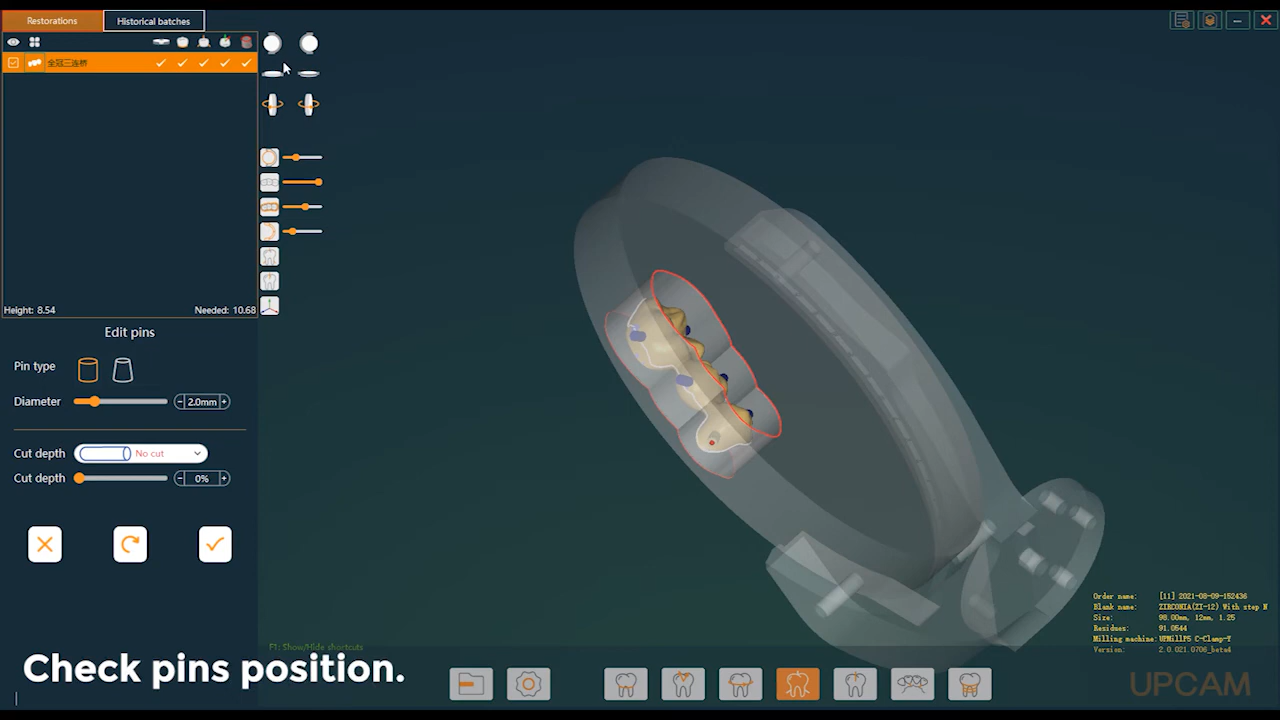 Restorations
Historical batches
全冠三连桥
Height: 8.54
Needed: 10.68
Edit pins
Pin type
Diameter
2.0mm
Cut depth
No cut
Cut depth
0%
F1: Show/Hide shortcuts
Check pins position.
Order name: [11] 2021-08-09-152436
Blank name: ZIRCONIA(ZI-12) With step N
Size: 98.00mm, 12mm, 1.25
Residues: 91.0544
Milling machine: UPMillP5 C-Clamp-Y
Version: 2.0.021.0706_beta4
UPCAM